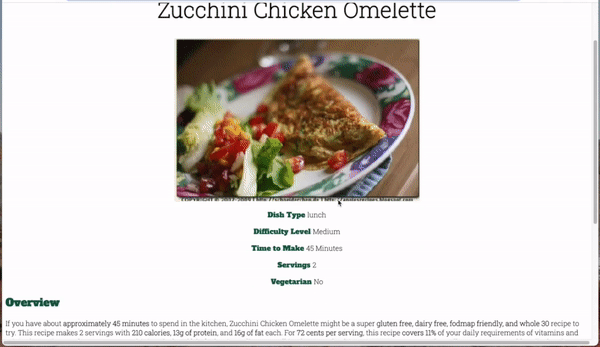 Zucchini Chicken Omelette
Dish Type lunch
Difficulty Level Medium
Time to Make 45 Minutes
Servings 2
Vegetarian No
Overview
If you have about approximately 45 minutes to spend in the kitchen, Zucchini Chicken Omelette might be a super gluten free, dairy free, fodmap friendly, and whole 30 recipe to
try. This recipe makes 2 servings with 210 calories, 13g of protein, and 16g of fat each. For 72 cents per serving, this recipe covers 11% of your daily requirements of vitamins and